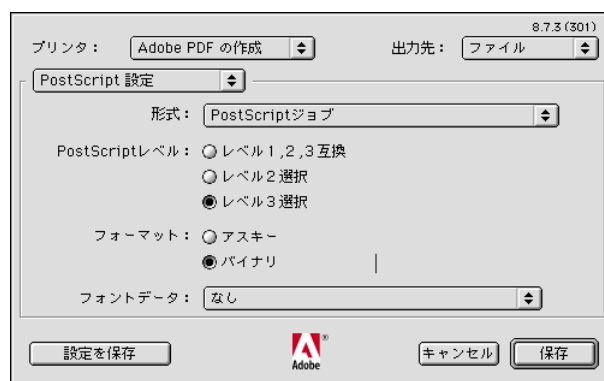 8.7.3 (301)
プリンタ： Adobe PDF の作成 出力先： ファイル
PostScript 設定
形式： PostScriptジョブ
PostScriptレベル： レベル 1 , 2 , 3 互換
レベル 2 選択
レベル 3 選択
フォーマット： アスキー
バイナリ
フォントデータ： なし
設定を保存 Adobe ® キャンセル 保存